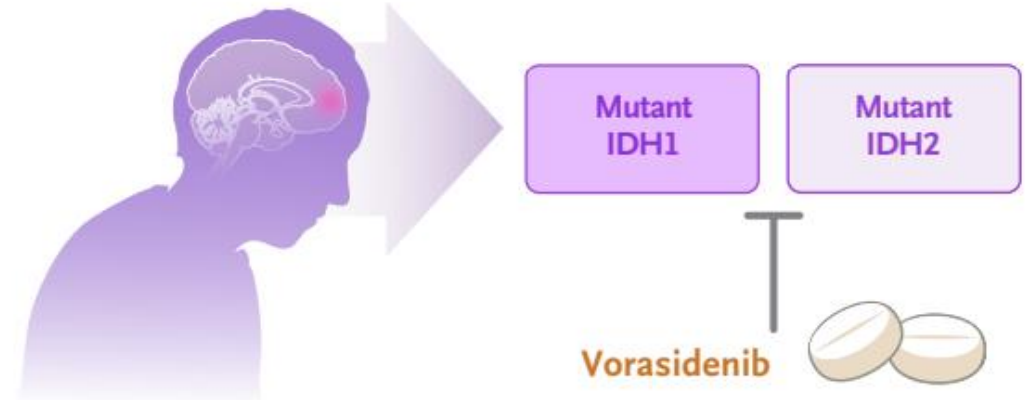 Mutant
IDH1
Mutant
IDH2
Vorasidenib